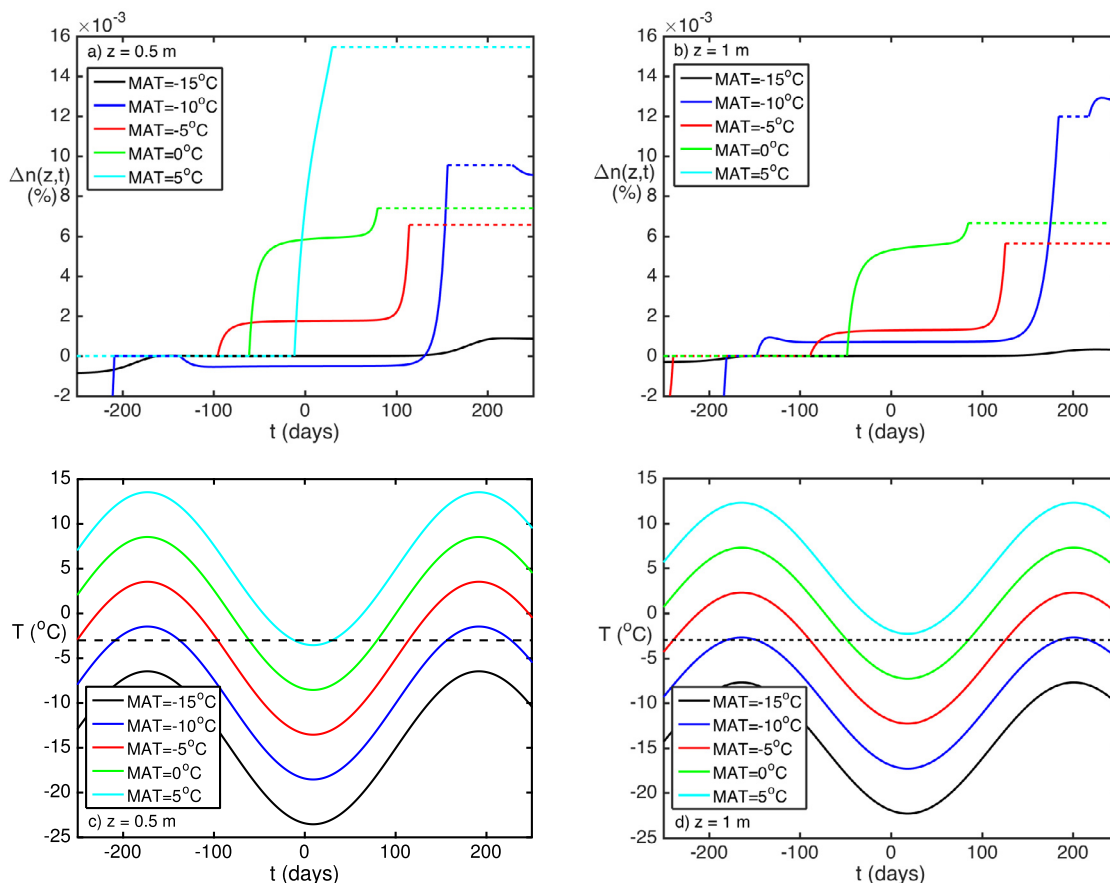 ×10⁻³
16
14
12
10
8
6
4
2
0
-2
Δn(z,t)
(%)
a) z = 0.5 m
MAT=-15°C
MAT=-10°C
MAT=-5°C
MAT=0°C
MAT=5°C
-200 -100 0 100 200
t (days)
×10⁻³
16
14
12
10
8
6
4
2
0
-2
Δn(z,t)
(%)
b) z = 1 m
MAT=-15°C
MAT=-10°C
MAT=-5°C
MAT=0°C
MAT=5°C
-200 -100 0 100 200
t (days)
15
10
5
0
T (°C)
-5
-10
-15
-20
-25
MAT=-15°C
MAT=-10°C
MAT=-5°C
MAT=0°C
MAT=5°C
c) z = 0.5 m
-200 -100 0 100 200
t (days)
15
10
5
0
T (°C)
-5
-10
-15
-20
-25
MAT=-15°C
MAT=-10°C
MAT=-5°C
MAT=0°C
MAT=5°C
d) z = 1 m
-200 -100 0 100 200
t (days)